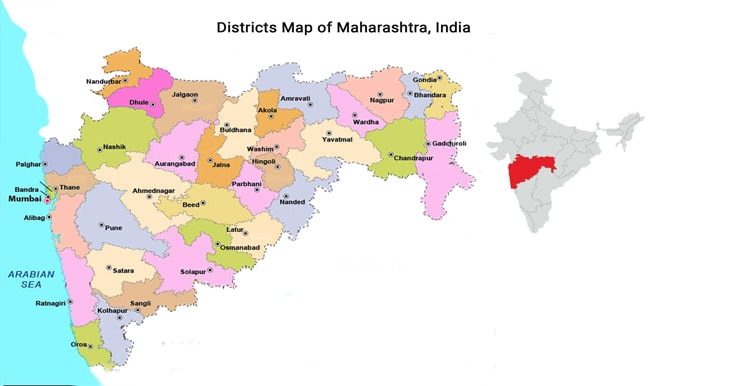 Districts Map of Maharashtra, India
Nandurbar
Dhule
Jalgaon
Buldhana
Akola
Amravati
Nagpur
Gondia
Bhandara
Wardha
Nashik
Aurangabad
Jalna
Washim
Hingoli
Yavatmal
Chandrapur
Gadchiroli
Palghar
Bandra
Thane
Mumbai
Alibag
Ahmednagar
Parbhani
Beed
Nanded
Pune
Latur
Osmanabad
ARABIAN
SEA
Satara
Solapur
Ratnagiri
Sangli
Kolhapur
Oros